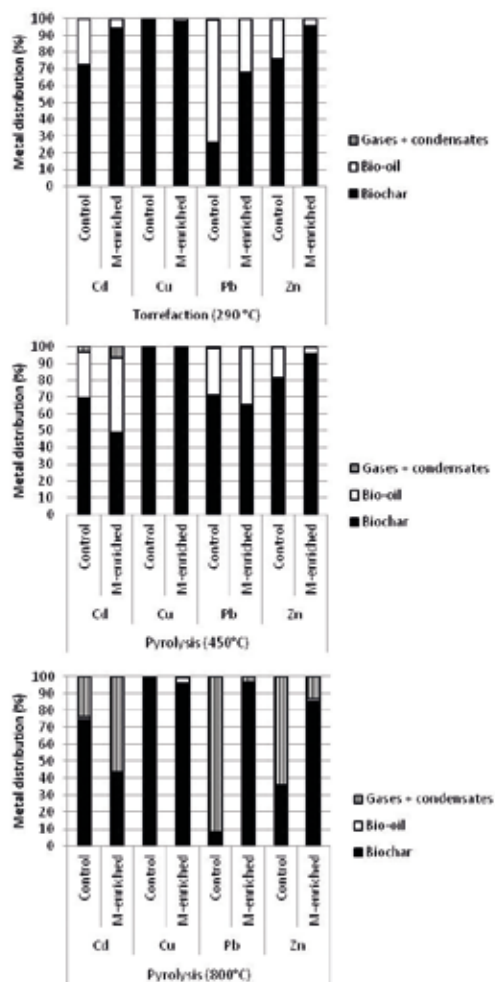 Metal distribution (%)
100
90
80
70
60
50
40
30
20
10
0
Control
M-enriched
Control
M-enriched
Control
M-enriched
Control
M-enriched
Cd
Cu
Pb
Zn
Torrefaction (290 °C)
Gases + condensates
Bio-oil
Biochar
Metal distribution (%)
100
90
80
70
60
50
40
30
20
10
0
Control
M-enriched
Control
M-enriched
Control
M-enriched
Control
M-enriched
Cd
Cu
Pb
Zn
Pyrolysis (450°C)
Gases + condensates
Bio-oil
Biochar
Metal distribution (%)
100
90
80
70
60
50
40
30
20
10
0
Control
M-enriched
Control
M-enriched
Control
M-enriched
Control
M-enriched
Cd
Cu
Pb
Zn
Pyrolysis (800°C)
Gases + condensates
Bio-oil
Biochar